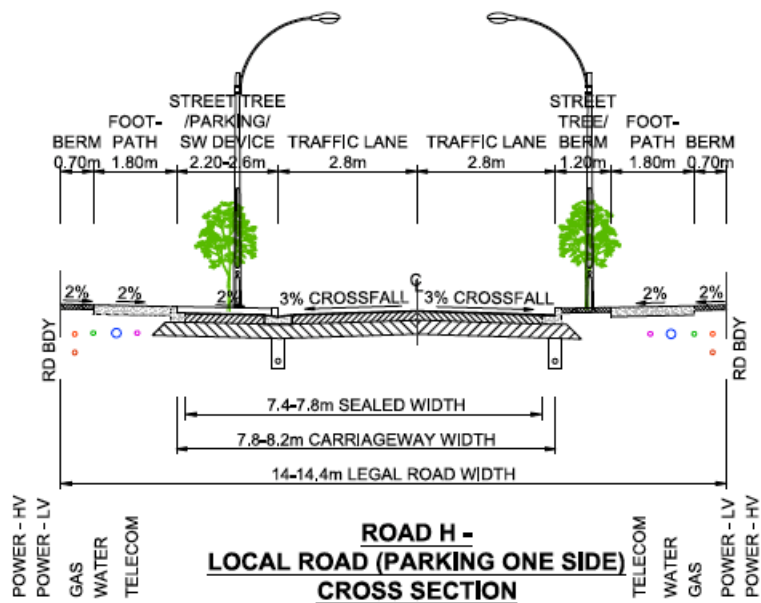 BERM
0.70m
FOOT-
PATH
1.80m
STREET TREE
/PARKING/
SW DEVICE
2.20-2.6m
TRAFFIC LANE
2.8m
TRAFFIC LANE
2.8m
STREET
TREE/
BERM
1.20m
FOOT-
PATH
1.80m
BERM
0.70m
2%
2%
2%
3% CROSSFALL
℄
3% CROSSFALL
2%
2%
RD BDY
RD BDY
7.4-7.8m SEALED WIDTH
7.8-8.2m CARRIAGEWAY WIDTH
14-14.4m LEGAL ROAD WIDTH
POWER - HV
POWER - LV
GAS
WATER
TELECOM
ROAD H -
LOCAL ROAD (PARKING ONE SIDE)
CROSS SECTION
TELECOM
WATER
GAS
POWER - LV
POWER - HV